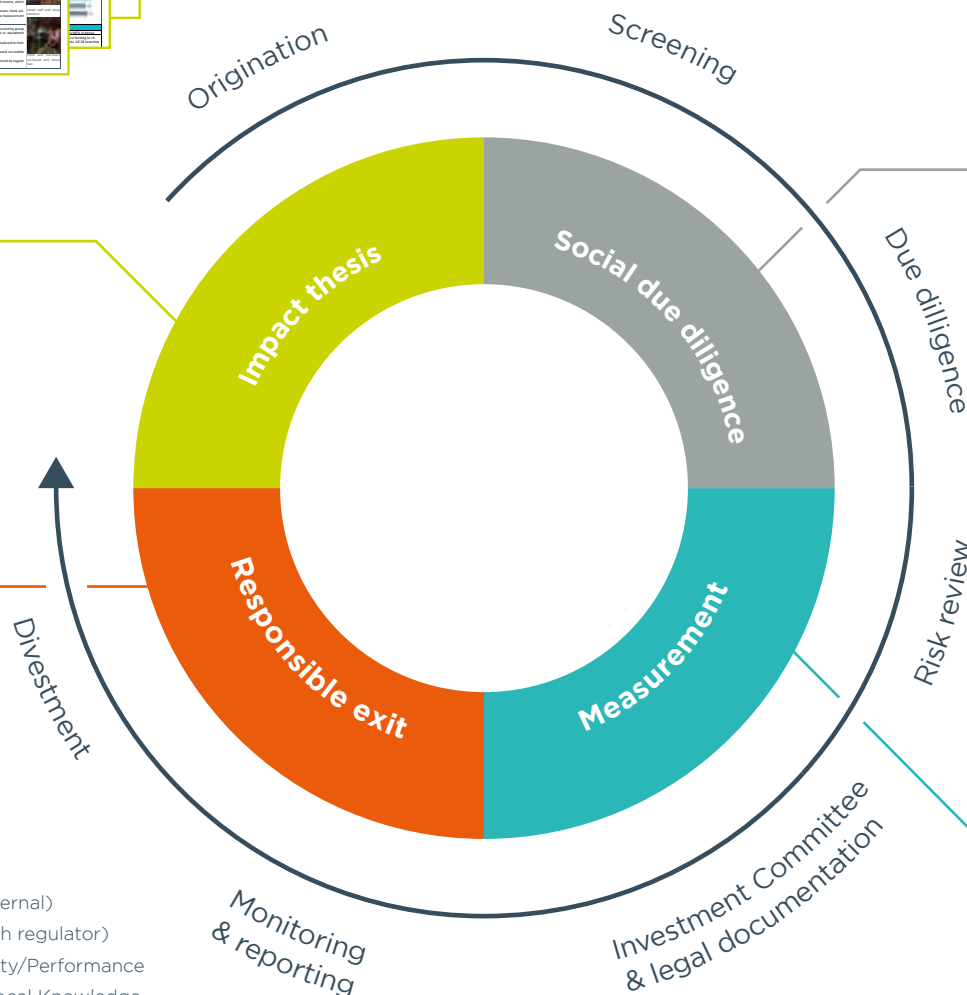 Origination
Screening
Impact thesis
Social due diligence
Due dilligence
Responsible exit
Measurement
Risk review
Divestment
Investment Committee
& legal documentation
Monitoring
& reporting
ernal)
h regulator)
ty/Performance